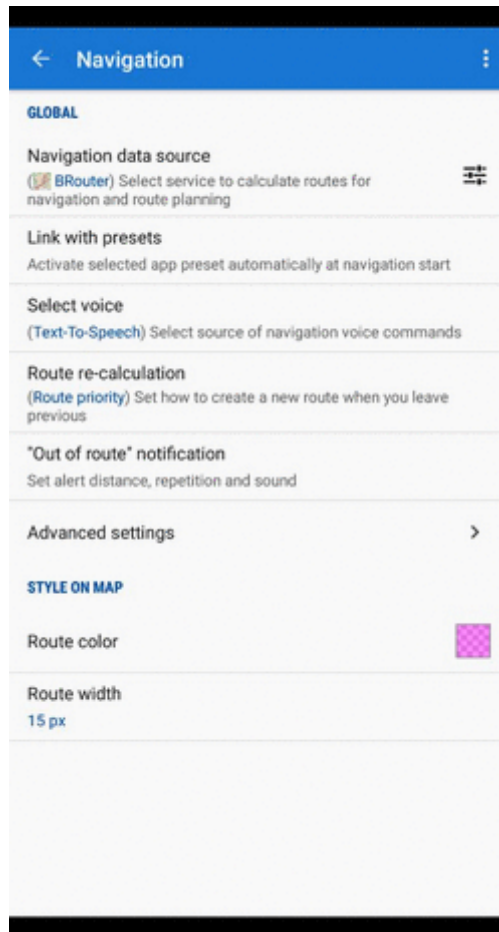 Navigation
GLOBAL
Navigation data source
(BRouter) Select service to calculate routes for
navigation and route planning
Link with presets
Activate selected app preset automatically at navigation start
Select voice
(Text-To-Speech) Select source of navigation voice commands
Route re-calculation
(Route priority) Set how to create a new route when you leave
previous
"Out of route" notification
Set alert distance, repetition and sound
Advanced settings
STYLE ON MAP
Route color
Route width
15 px